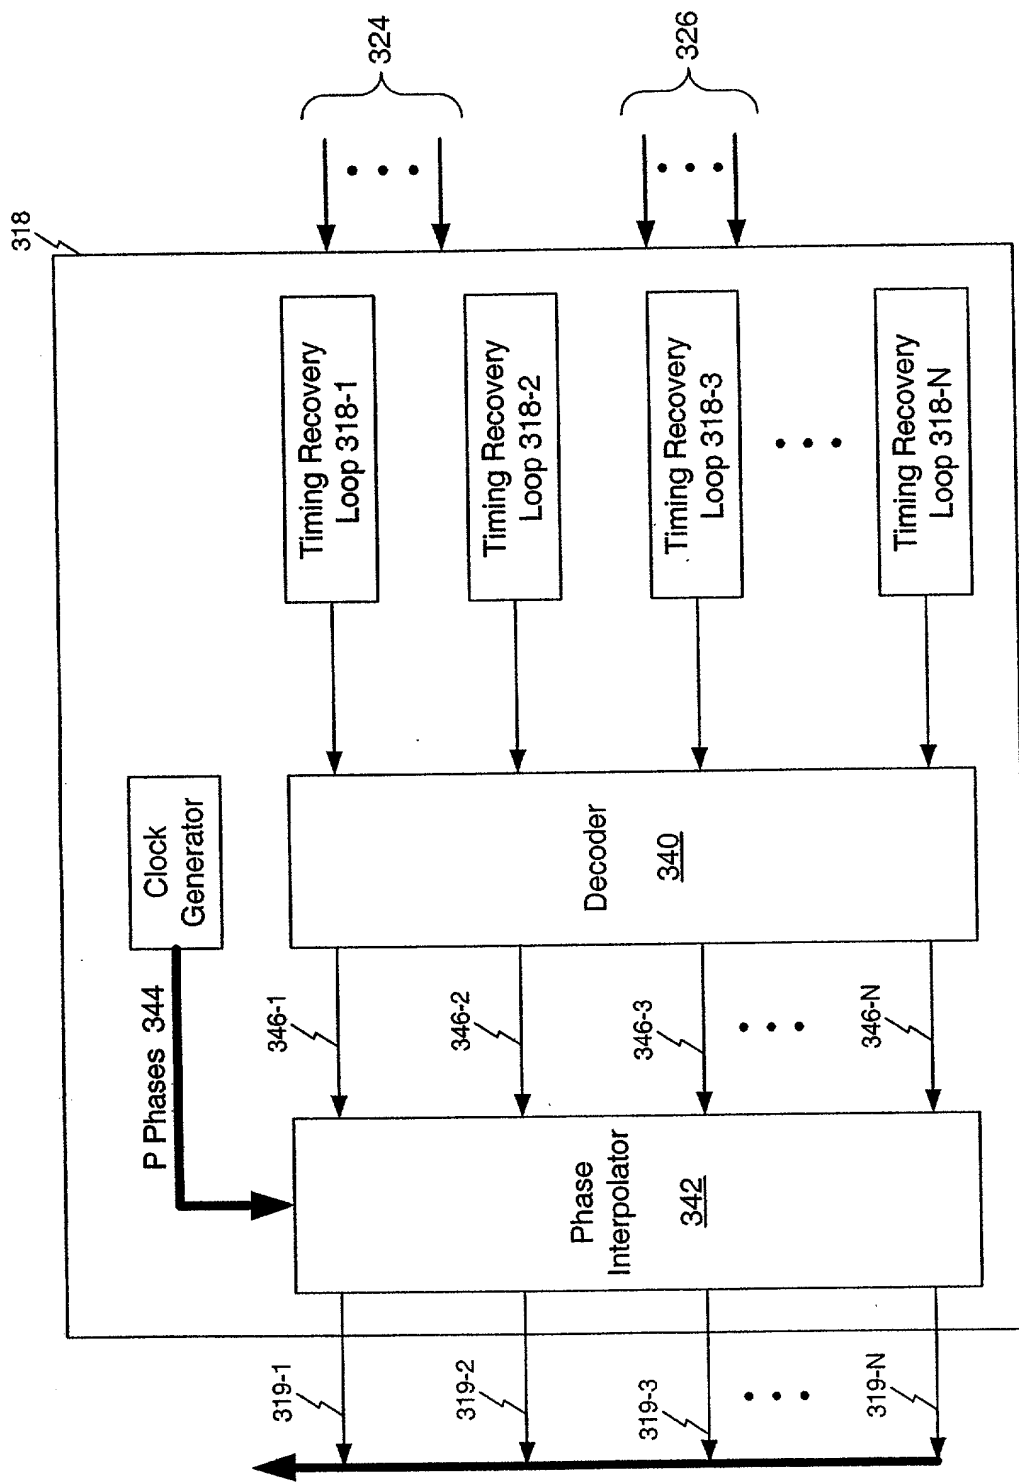 318
324
326
Timing Recovery
Loop 318-1
Timing Recovery
Loop 318-2
Timing Recovery
Loop 318-3
Timing Recovery
Loop 318-N
Clock
Generator
P Phases 344
Decoder
340
346-1
346-2
346-3
346-N
Phase
Interpolator
342
319-1
319-2
319-3
319-N